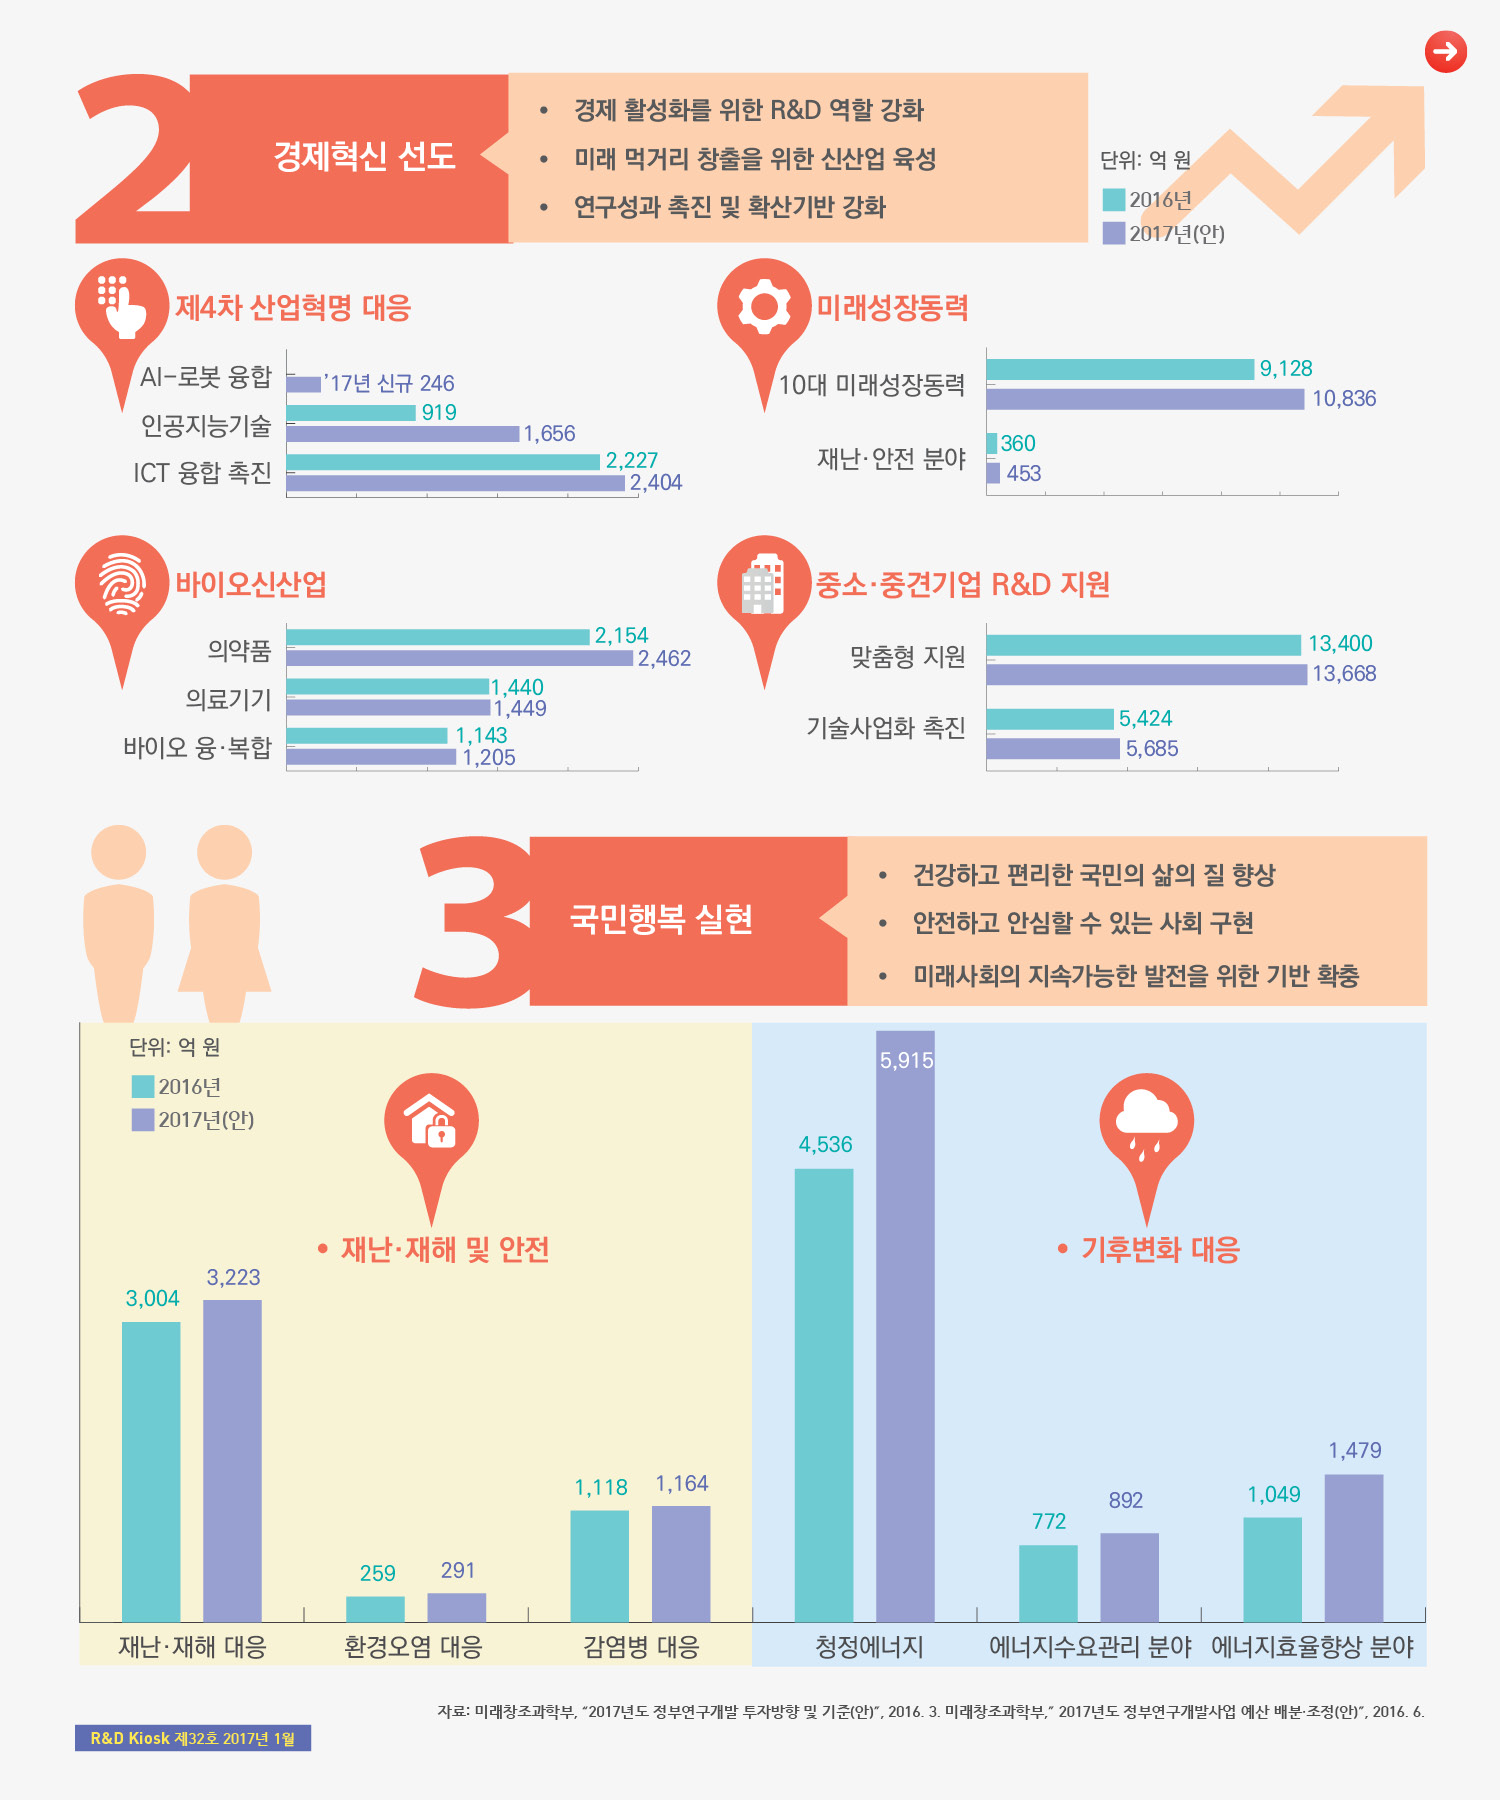 2
경제혁신 선도
• 경제 활성화를 위한 R&D 역할 강화
• 미래 먹거리 창출을 위한 신산업 육성
• 연구성과 촉진 및 확산기반 강화
단위: 억 원
2016년
2017년(안)
제4차 산업혁명 대응
AI-로봇 융합
’17년 신규 246
인공지능기술
919
1,656
ICT 융합 촉진
2,227
2,404
미래성장동력
10대 미래성장동력
9,128
10,836
재난·안전 분야
360
453
바이오신산업
의약품
2,154
2,462
의료기기
1,440
1,449
바이오 융·복합
1,143
1,205
중소·중견기업 R&D 지원
맞춤형 지원
13,400
13,668
기술사업화 촉진
5,424
5,685
3
국민행복 실현
• 건강하고 편리한 국민의 삶의 질 향상
• 안전하고 안심할 수 있는 사회 구현
• 미래사회의 지속가능한 발전을 위한 기반 확충
단위: 억 원
2016년
2017년(안)
• 재난·재해 및 안전
3,004
3,223
259
291
1,118
1,164
• 기후변화 대응
4,536
5,915
772
892
1,049
1,479
재난·재해 대응
환경오염 대응
감염병 대응
청정에너지
에너지수요관리 분야
에너지효율향상 분야
자료: 미래창조과학부, “2017년도 정부연구개발 투자방향 및 기준(안)”, 2016. 3. 미래창조과학부,” 2017년도 정부연구개발사업 예산 배분·조정(안)”, 2016. 6.
R&D Kiosk 제32호 2017년 1월